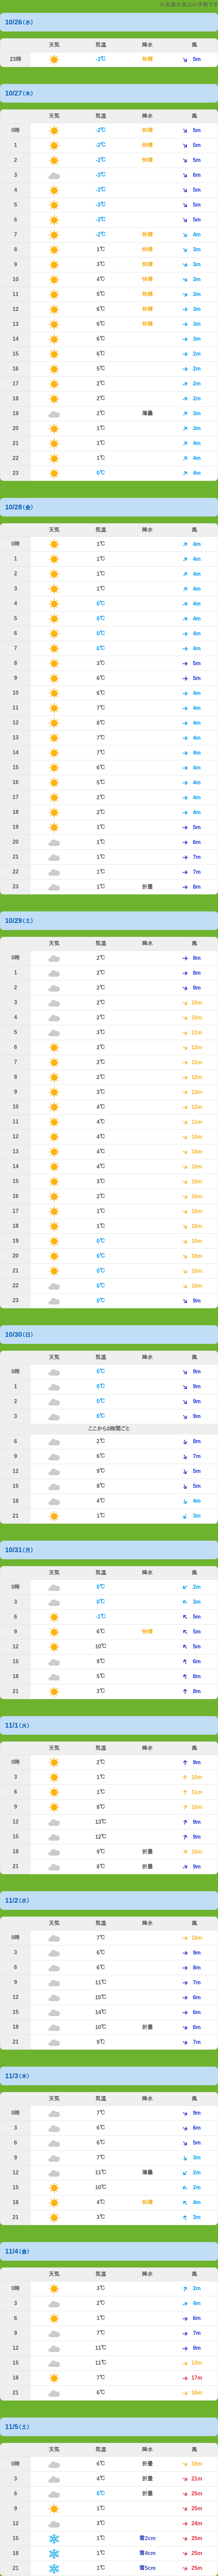 10/26(水)
天気 気温 降水 風
23時 -3℃ 快晴 5m
10/27(木)
天気 気温 降水 風
0時 -2℃ 快晴 5m
1 -2℃ 快晴 5m
2 -2℃ 快晴 5m
3 -3℃ 6m
4 -3℃ 5m
5 -3℃ 5m
6 -3℃ 5m
7 -2℃ 快晴 4m
8 1℃ 快晴 3m
9 3℃ 快晴 3m
10 4℃ 快晴 3m
11 5℃ 快晴 3m
12 6℃ 快晴 3m
13 6℃ 快晴 3m
14 6℃ 3m
15 6℃ 2m
16 5℃ 2m
17 2℃ 2m
18 2℃ 2m
19 2℃ 薄曇 3m
20 1℃ 3m
21 1℃ 4m
22 1℃ 4m
23 0℃ 4m
10/28(金)
天気 気温 降水 風
0時 1℃ 4m
1 1℃ 4m
2 1℃ 4m
3 1℃ 4m
4 0℃ 4m
5 0℃ 4m
6 0℃ 4m
7 0℃ 4m
8 3℃ 5m
9 6℃ 5m
10 6℃ 4m
11 7℃ 4m
12 8℃ 4m
13 7℃ 4m
14 7℃ 4m
15 6℃ 4m
16 5℃ 4m
17 2℃ 4m
18 2℃ 4m
19 1℃ 5m
20 1℃ 6m
21 1℃ 7m
22 1℃ 7m
23 1℃ 折曇 8m
10/29(土)
天気 気温 降水 風
0時 2℃ 8m
1 2℃ 8m
2 2℃ 9m
3 2℃ 10m
4 2℃ 10m
5 3℃ 11m
6 2℃ 12m
7 2℃ 12m
8 2℃ 12m
9 3℃ 13m
10 4℃ 12m
11 4℃ 11m
12 4℃ 10m
13 4℃ 10m
14 4℃ 10m
15 3℃ 10m
16 2℃ 10m
17 1℃ 10m
18 1℃ 10m
19 0℃ 10m
20 0℃ 10m
21 0℃ 10m
22 0℃ 10m
23 0℃ 9m
10/30(日)
天気 気温 降水 風
0時 0℃ 9m
1 0℃ 9m
2 0℃ 9m
3 0℃ 9m
ここから3時間ごと
6 2℃ 8m
9 6℃ 7m
12 9℃ 5m
15 8℃ 5m
18 4℃ 4m
21 1℃ 3m
10/31(月)
天気 気温 降水 風
0時 0℃ 2m
3 0℃ 3m
6 -1℃ 5m
9 6℃ 快晴 5m
12 10℃ 5m
15 9℃ 6m
18 5℃ 8m
21 3℃ 8m
11/1(火)
天気 気温 降水 風
0時 2℃ 9m
3 1℃ 10m
6 1℃ 11m
9 8℃ 10m
12 13℃ 9m
15 12℃ 9m
18 9℃ 折曇 10m
21 8℃ 折曇 9m
11/2(水)
天気 気温 降水 風
0時 7℃ 10m
3 6℃ 9m
6 6℃ 8m
9 11℃ 7m
12 15℃ 6m
15 14℃ 6m
18 10℃ 折曇 6m
21 9℃ 7m
11/3(木)
天気 気温 降水 風
0時 7℃ 9m
3 6℃ 6m
6 6℃ 5m
9 7℃ 3m
12 11℃ 薄曇 2m
15 10℃ 2m
18 4℃ 快晴 4m
21 3℃ 3m
11/4(金)
天気 気温 降水 風
0時 3℃ 2m
3 2℃ 4m
6 1℃ 6m
9 7℃ 7m
12 11℃ 9m
15 11℃ 13m
18 7℃ 17m
21 6℃ 16m
11/5(土)
天気 気温 降水 風
0時 6℃ 折曇 16m
3 4℃ 折曇 21m
6 0℃ 折曇 25m
9 1℃ 25m
12 3℃ 24m
15 1℃ 雪2cm 25m
18 1℃ 雪4cm 25m
21 1℃ 雪5cm 25m